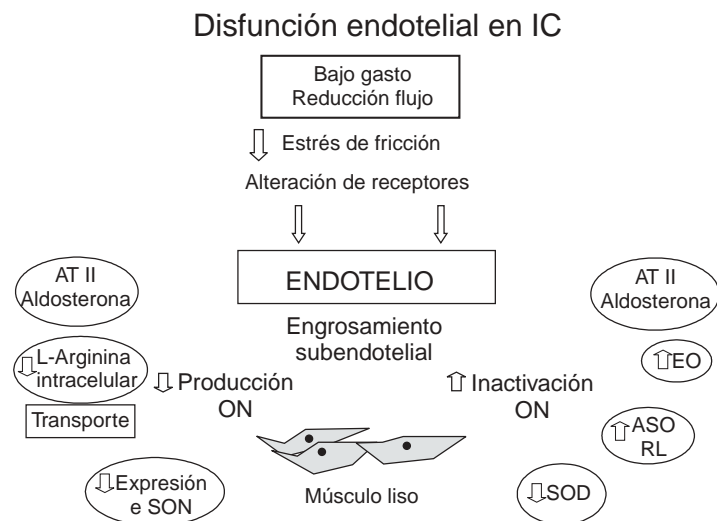 Disfunción endotelial en IC
Bajo gasto
Reducción flujo
Estrés de fricción
Alteración de receptores
ENDOTELIO
AT II
Aldosterona
AT II
Aldosterona
Engrosamiento
subendotelial
L-Arginina
intracelular
Transporte
Producción
ON
Inactivación
ON
EO
ASO
RL
Expresión
e SON
Músculo liso
SOD